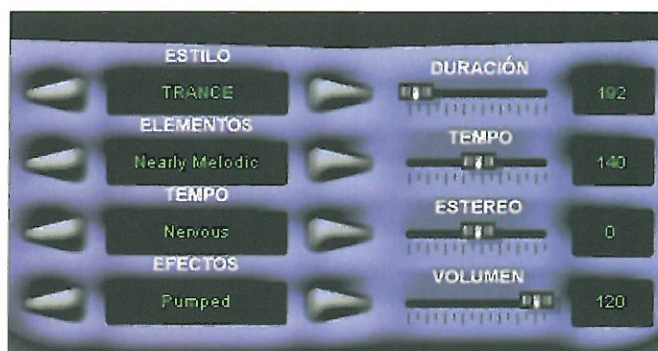 ESTILO
TRANCE
ELEMENTOS
Nearly Melodic
TEMPO
Nervous
EFECTOS
Pumped
DURACIÓN
192
TEMPO
140
ESTEREO
0
VOLUMEN
120